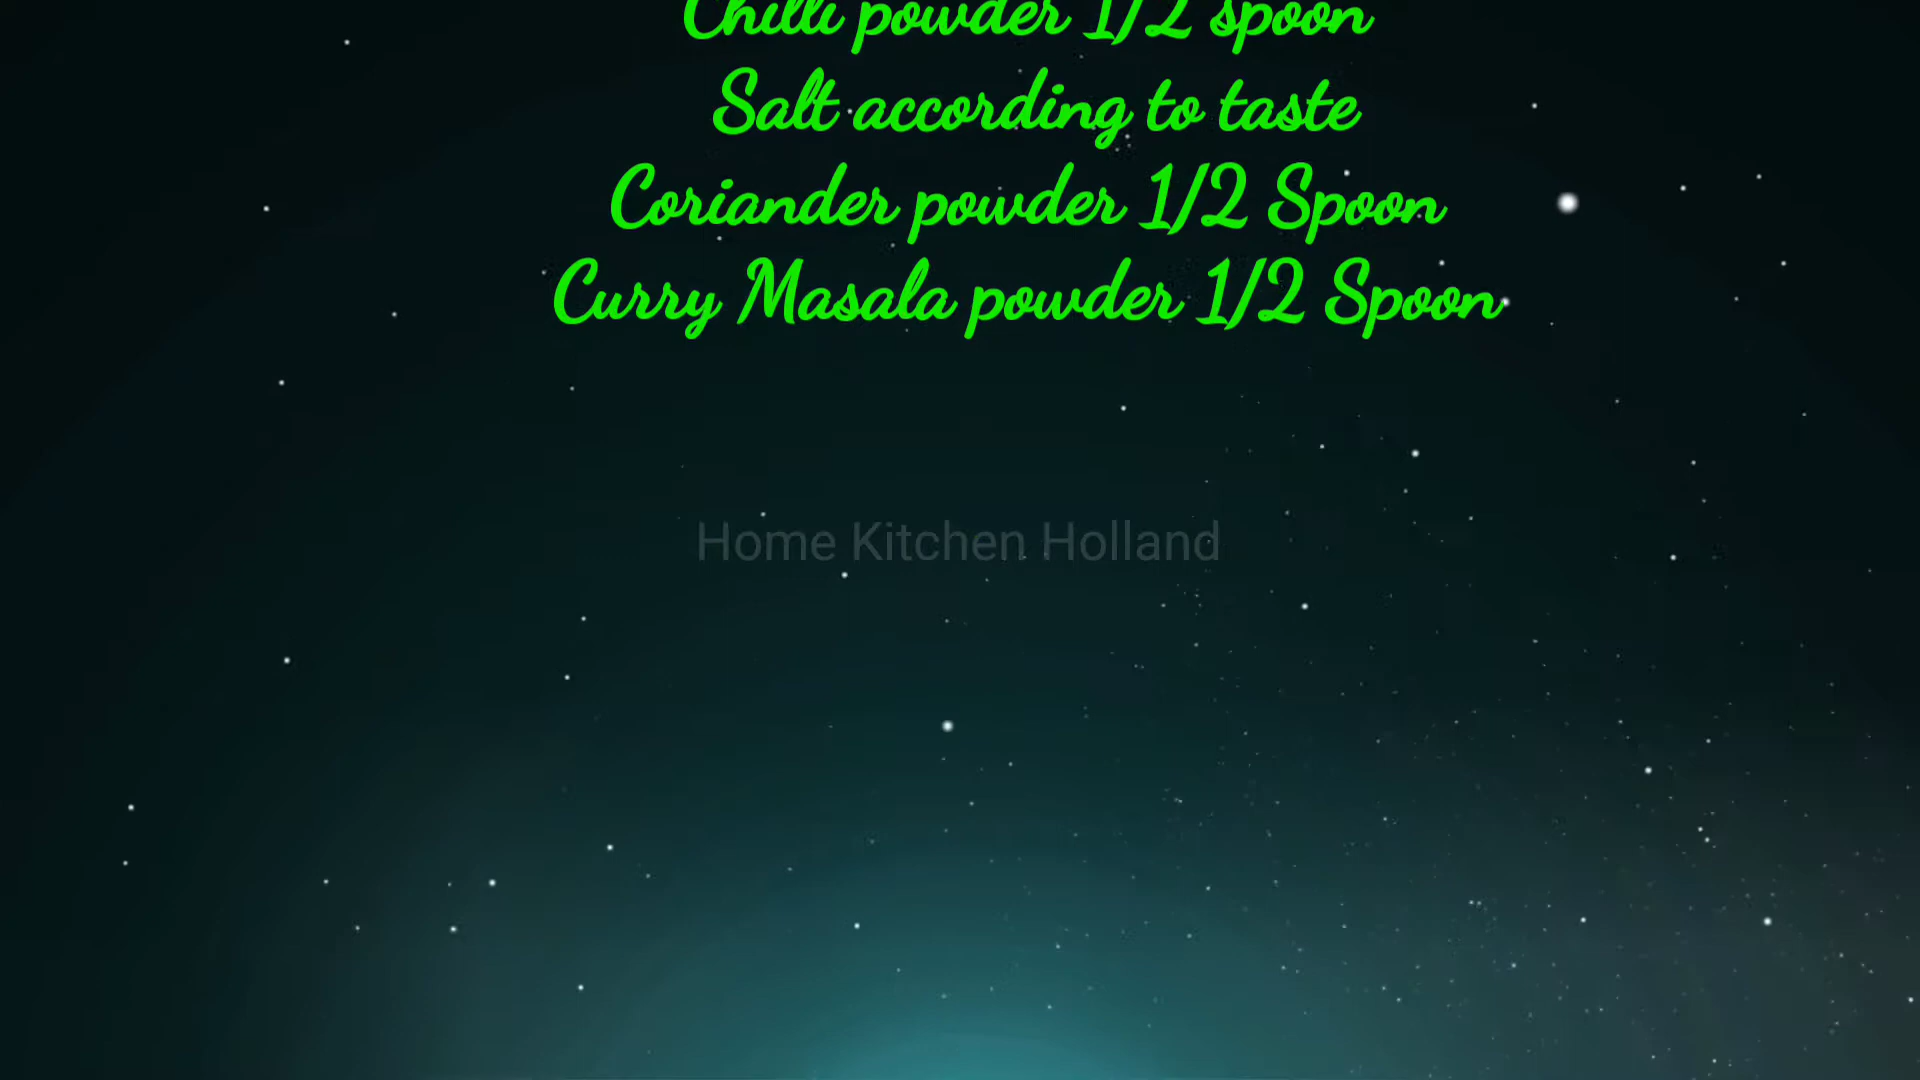 Chilli powder 1/2 spoon
Salt according to taste
Coriander powder 1/2 Spoon
Curry Masala powder 1/2 Spoon
Home Kitchen Holland